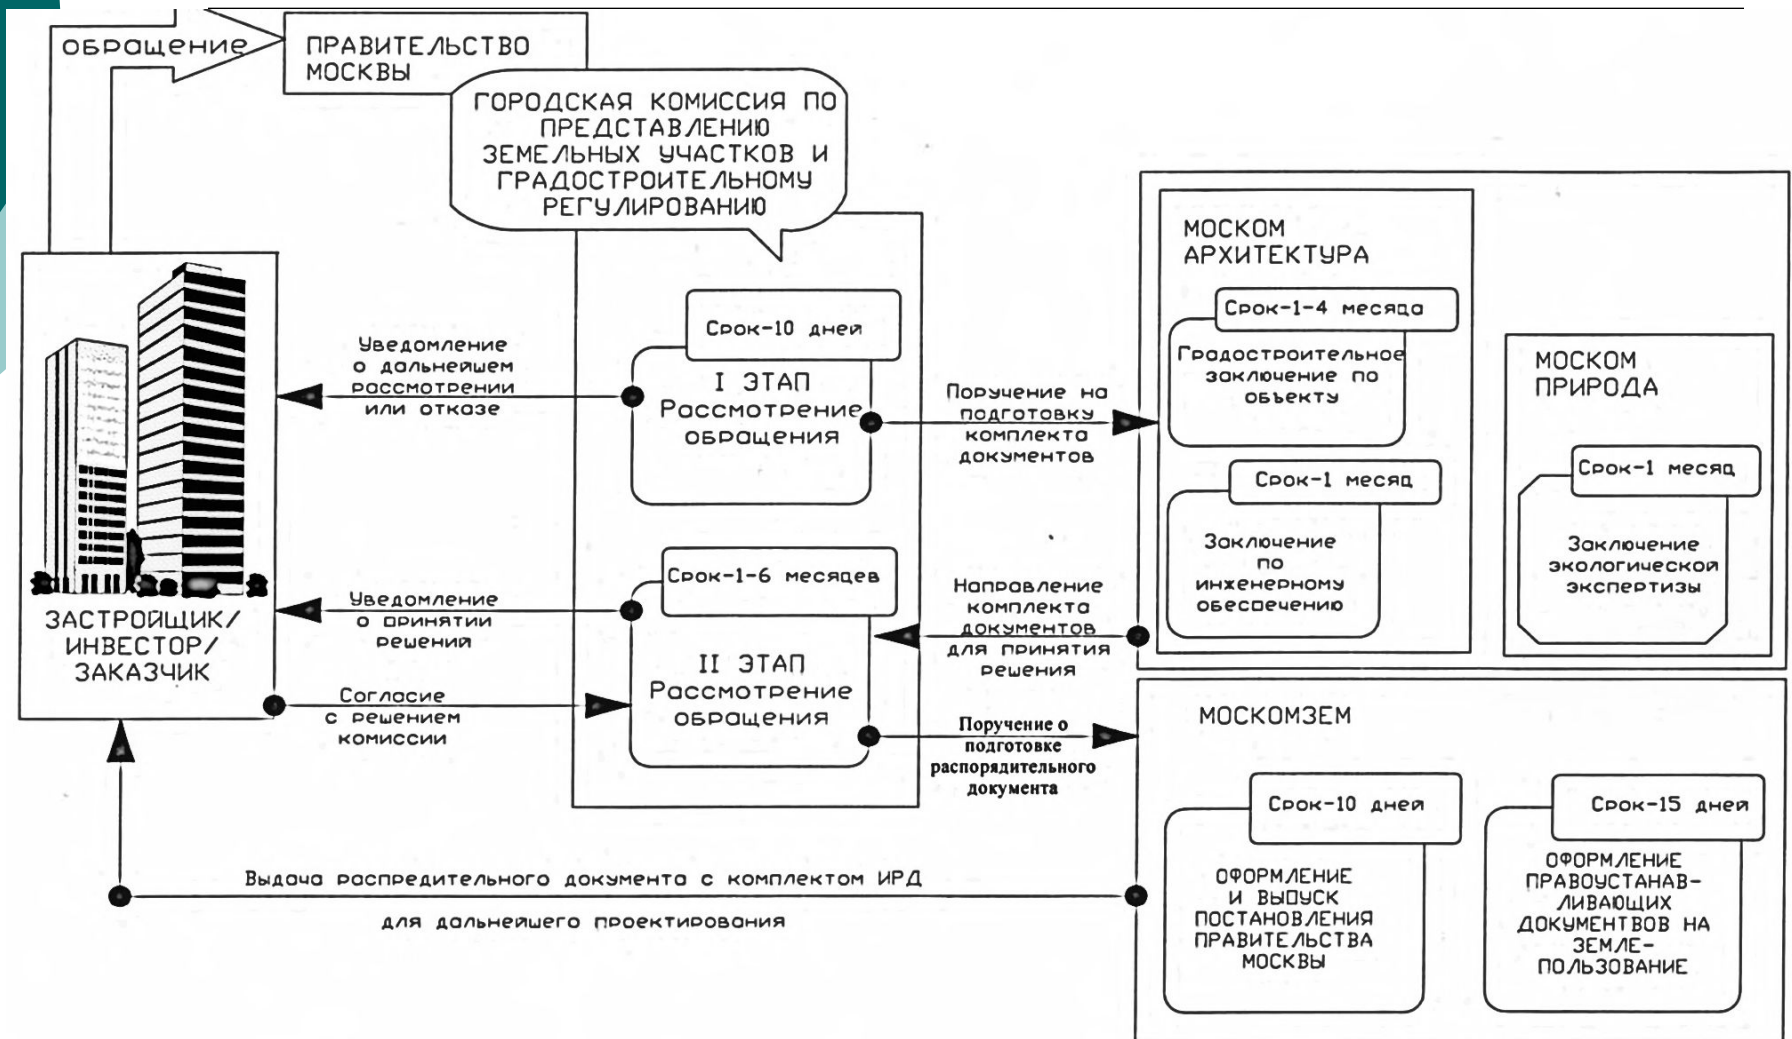 ОБРАЩЕНИЕ
ПРАВИТЕЛЬСТВО
МОСКВЫ
ГОРОДСКАЯ КОМИССИЯ ПО
ПРЕДСТАВЛЕНИЮ
ЗЕМЕЛЬНЫХ УЧАСТКОВ И
ГРАДОСТРОИТЕЛЬНОМУ
РЕГУЛИРОВАНИЮ
ЗАСТРОЙЩИК/
ИНВЕСТОР/
ЗАКАЗЧИК
Уведомление
о дальнейшем
рассмотрении
или отказе
Срок-10 дней
I ЭТАП
Рассмотрение
обращения
Поручение на
подготовку
комплекта
документов
МОСКОМ
АРХИТЕКТУРА
Срок-1-4 месяца
Градостроительное
заключение по
объекту
Срок-1 месяц
Заключение
по
инженерному
обеспечению
МОСКОМ
ПРИРОДА
Срок-1 месяц
Заключение
экологической
экспертизы
Уведомление
о принятии
решений
Срок-1-6 месяцев
II ЭТАП
Рассмотрение
обращения
Направление
комплекта
документов
для принятия
решения
Согласие
с решением
комиссии
Поручение о
подготовке
распорядительного
документа
МОСКОМЗЕМ
Срок-10 дней
ОФОРМЛЕНИЕ
И ВЫПУСК
ПОСТАНОВЛЕНИЯ
ПРАВИТЕЛЬСТВА
МОСКВЫ
Срок-15 дней
ОФОРМЛЕНИЕ
ПРАВОУСТАНАВ-
ЛИВАЮЩИХ
ДОКУМЕНТВОВ НА
ЗЕМЛЕ-
ПОЛЬЗОВАНИЕ
Выдача распредительного документа с комплектом ИРД
для дальнейшего проектирования